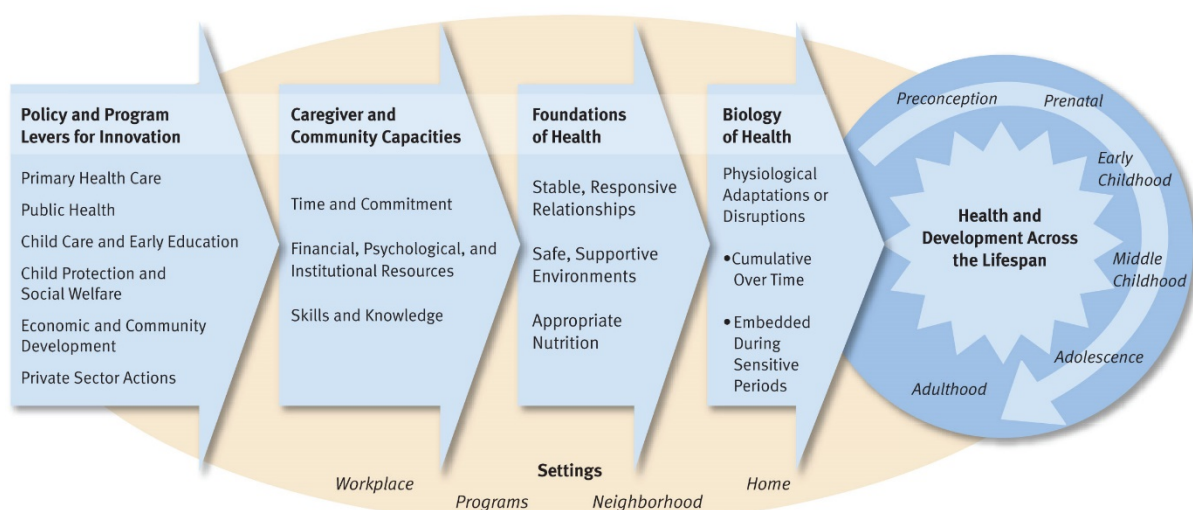 Policy and Program
Levers for Innovation
Primary Health Care
Public Health
Child Care and Early Education
Child Protection and
Social Welfare
Economic and Community
Development
Private Sector Actions
Caregiver and
Community Capacities
Time and Commitment
Financial, Psychological, and
Institutional Resources
Skills and Knowledge
Foundations
of Health
Stable, Responsive
Relationships
Safe, Supportive
Environments
Appropriate
Nutrition
Biology
of Health
Physiological
Adaptations or
Disruptions
•Cumulative
Over Time
•Embedded
During
Sensitive
Periods
Preconception
Prenatal
Early
Childhood
Middle
Childhood
Adolescence
Adulthood
Health and
Development Across
the Lifespan
Settings
Workplace
Programs
Neighborhood
Home